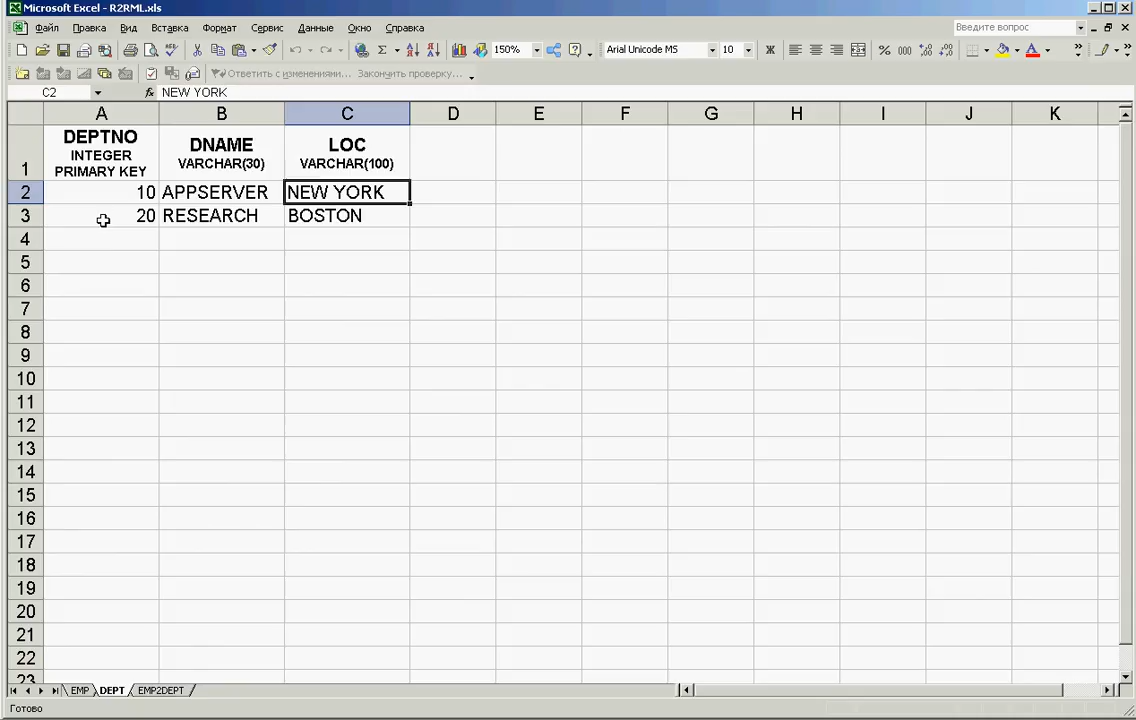 Microsoft Excel - R2RML.xls
Файл Правка Вид Вставка Формат Сервис Данные Окно Справка Введите вопрос
150% Arial Unicode MS 10 Ж
Ответить с изменениями... Закончить проверку...
C2 fx NEW YORK
A B C D E F G H I J K
1 DEPTNO DNAME LOC
INTEGER VARCHAR(30) VARCHAR(100)
PRIMARY KEY
2 10 APPSERVER NEW YORK
3 20 RESEARCH BOSTON
4
5
6
7
8
9
10
11
12
13
14
15
16
17
18
19
20
21
22
23
EMP DEPT EMP2DEPT
Готово